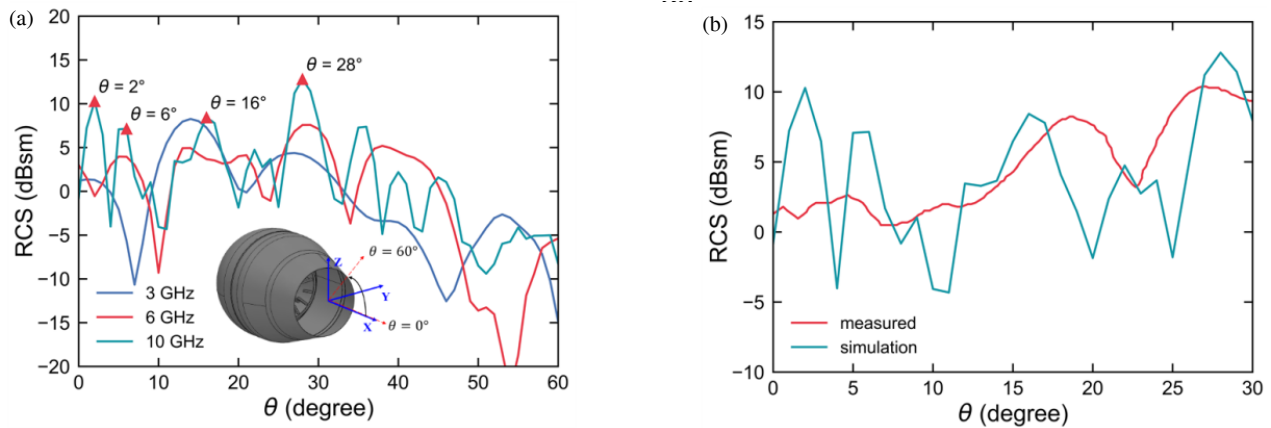 (a)
20
15
10
5
0
−5
−10
−15
−20
RCS (dBsm)
θ = 2°
θ = 6°
θ = 16°
θ = 28°
3 GHz
6 GHz
10 GHz
Z
Y
X
θ = 60°
θ = 0°
0 10 20 30 40 50 60
θ (degree)
(b)
15
10
5
0
−5
−10
RCS (dBsm)
measured
simulation
0 5 10 15 20 25 30
θ (degree)